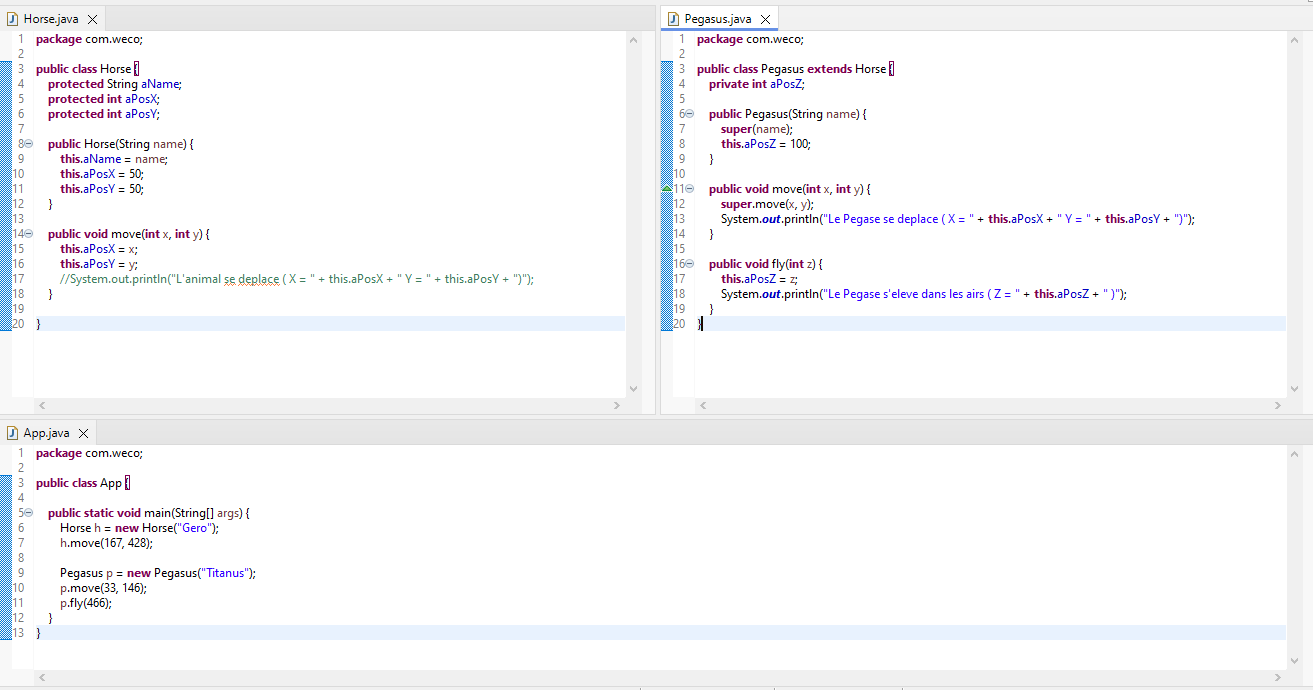 Horse.java
1 package com.weco;
2
3 public class Horse {
4 protected String aName;
5 protected int aPosX;
6 protected int aPosY;
7
8 public Horse(String name) {
9 this.aName = name;
10 this.aPosX = 50;
11 this.aPosY = 50;
12 }
13
14 public void move(int x, int y) {
15 this.aPosX = x;
16 this.aPosY = y;
17 //System.out.println("L'animal se deplace ( X = " + this.aPosX + " Y = " + this.aPosY + ")");
18 }
19
20 }
Pegasus.java
1 package com.weco;
2
3 public class Pegasus extends Horse {
4 private int aPosZ;
5
6 public Pegasus(String name) {
7 super(name);
8 this.aPosZ = 100;
9 }
10
11 public void move(int x, int y) {
12 super.move(x, y);
13 System.out.println("Le Pegase se deplace ( X = " + this.aPosX + " Y = " + this.aPosY + ")");
14 }
15
16 public void fly(int z) {
17 this.aPosZ = z;
18 System.out.println("Le Pegase s'eleve dans les airs ( Z = " + this.aPosZ + " )");
19 }
20 }
App.java
1 package com.weco;
2
3 public class App {
4
5 public static void main(String[] args) {
6 Horse h = new Horse("Gero");
7 h.move(167, 428);
8
9 Pegasus p = new Pegasus("Titanus");
10 p.move(33, 146);
11 p.fly(466);
12 }
13 }